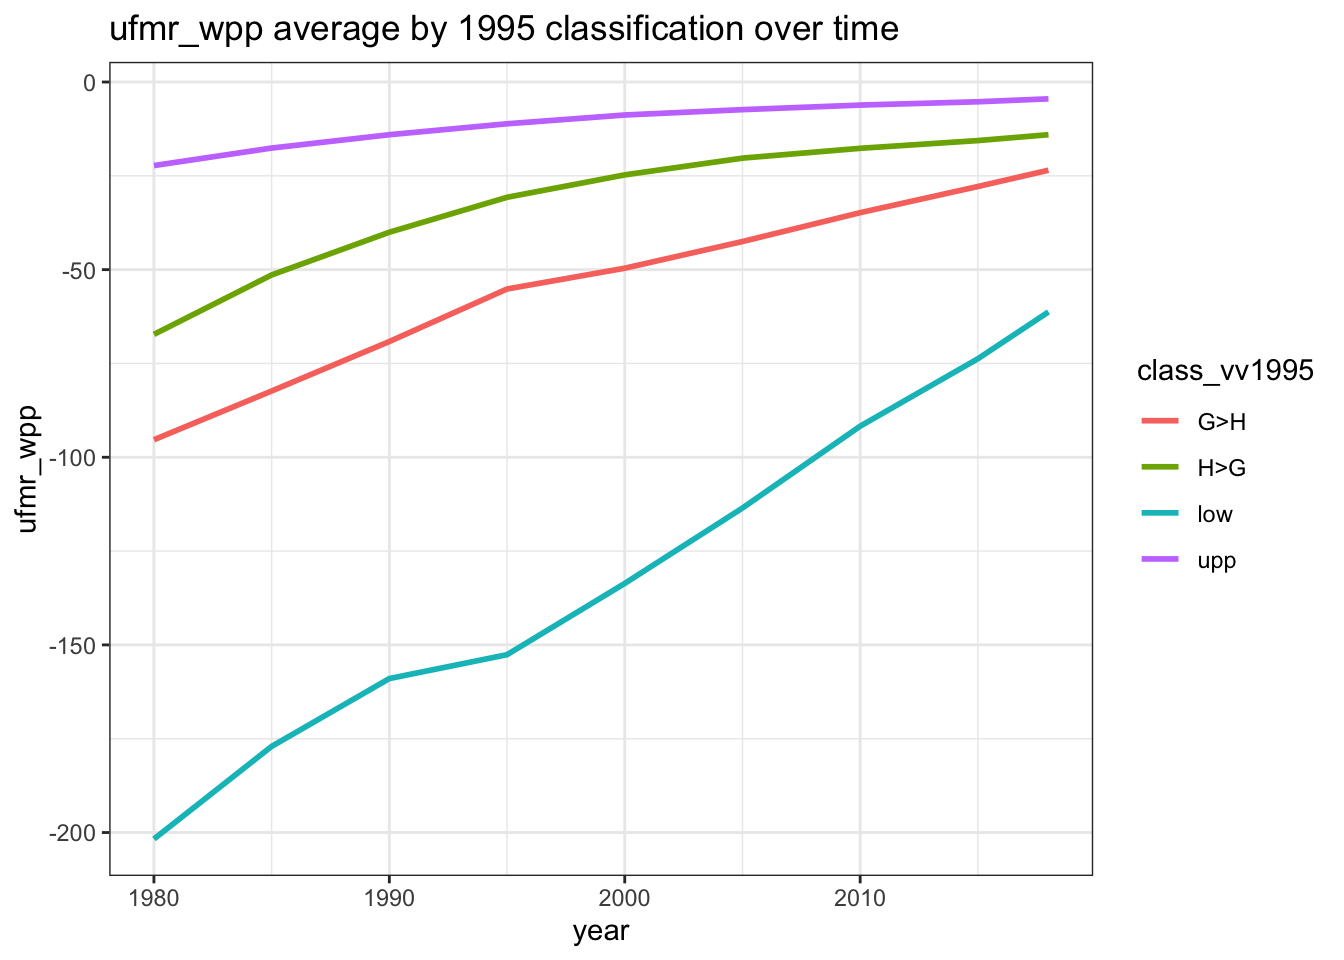 ufmr_wpp average by 1995 classification over time
0
-50
-100
-150
-200
ufmr_wpp
1980
1990
2000
2010
year
class_vv1995
G>H
H>G
low
upp